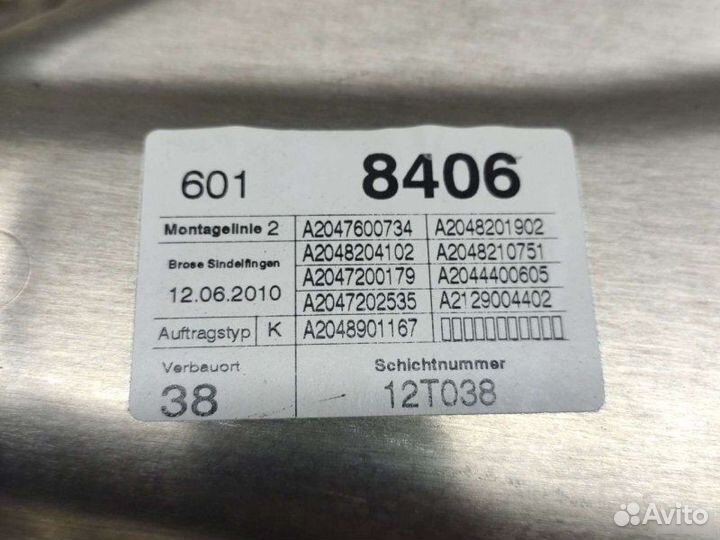 601 8406
Montagelinie 2 A2047600734 A2048201902
A2048204102 A2048210751
Brose Sindelfingen A2047200179 A2044400605
12.06.2010 A2047202535 A2129004402
Auftragstyp K A2048901167
Verbauort Schichtnummer
38 12T038
Avito